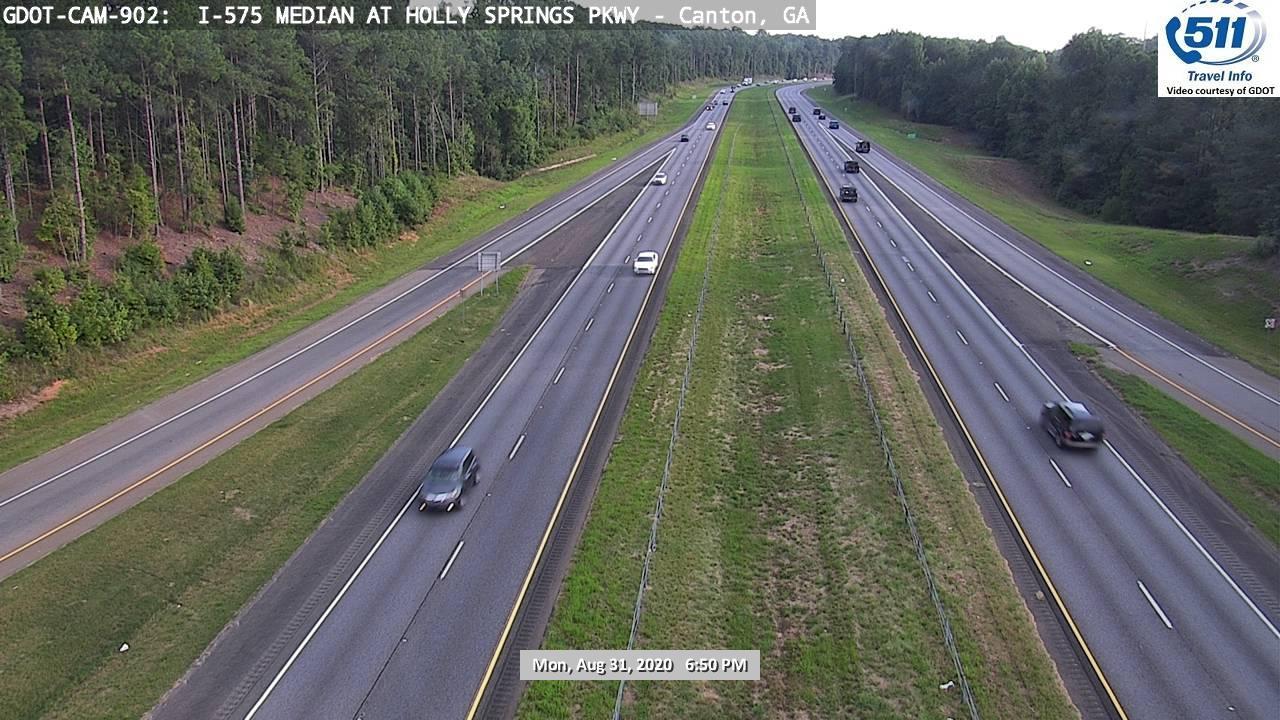 GDOT-CAM-902:  I-575 MEDIAN AT HOLLY SPRINGS PKWY - Canton, GA
511®
Travel Info
Video courtesy of GDOT
Mon, Aug 31, 2020   6:50 PM